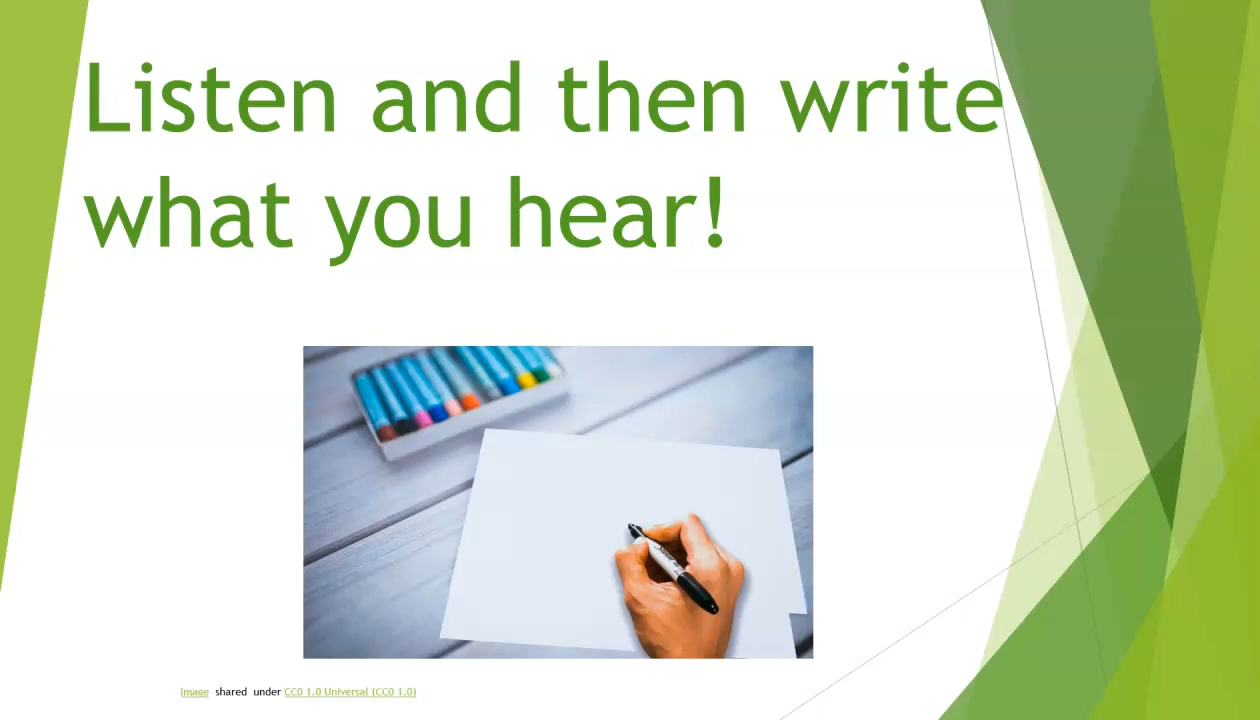 Listen and then write
what you hear!
Image shared under CC0 1.0 Universal (CC0 1.0)